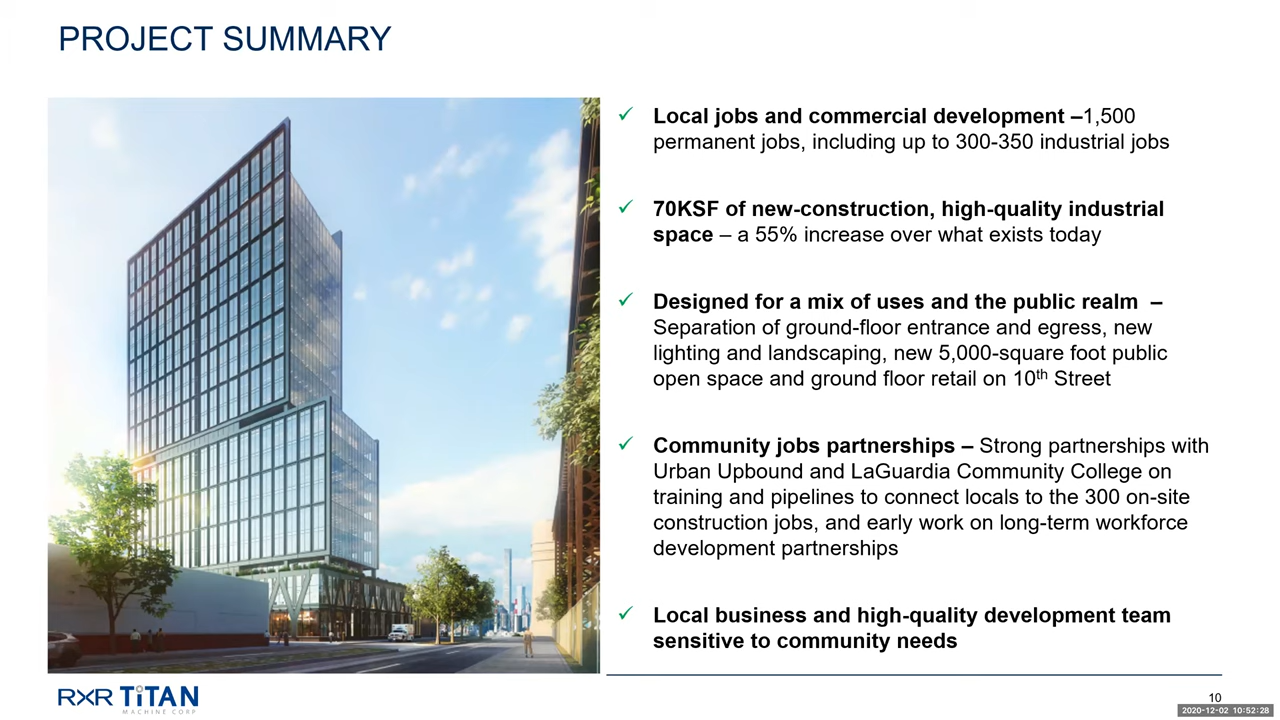 PROJECT SUMMARY
Local jobs and commercial development –1,500
permanent jobs, including up to 300-350 industrial jobs
70KSF of new-construction, high-quality industrial
space – a 55% increase over what exists today
Designed for a mix of uses and the public realm –
Separation of ground-floor entrance and egress, new
lighting and landscaping, new 5,000-square foot public
open space and ground floor retail on 10th Street
Community jobs partnerships – Strong partnerships with
Urban Upbound and LaGuardia Community College on
training and pipelines to connect locals to the 300 on-site
construction jobs, and early work on long-term workforce
development partnerships
Local business and high-quality development team
sensitive to community needs
RXR TiTAN
MACHINE CORP
10
2020-12-02 10:52:28